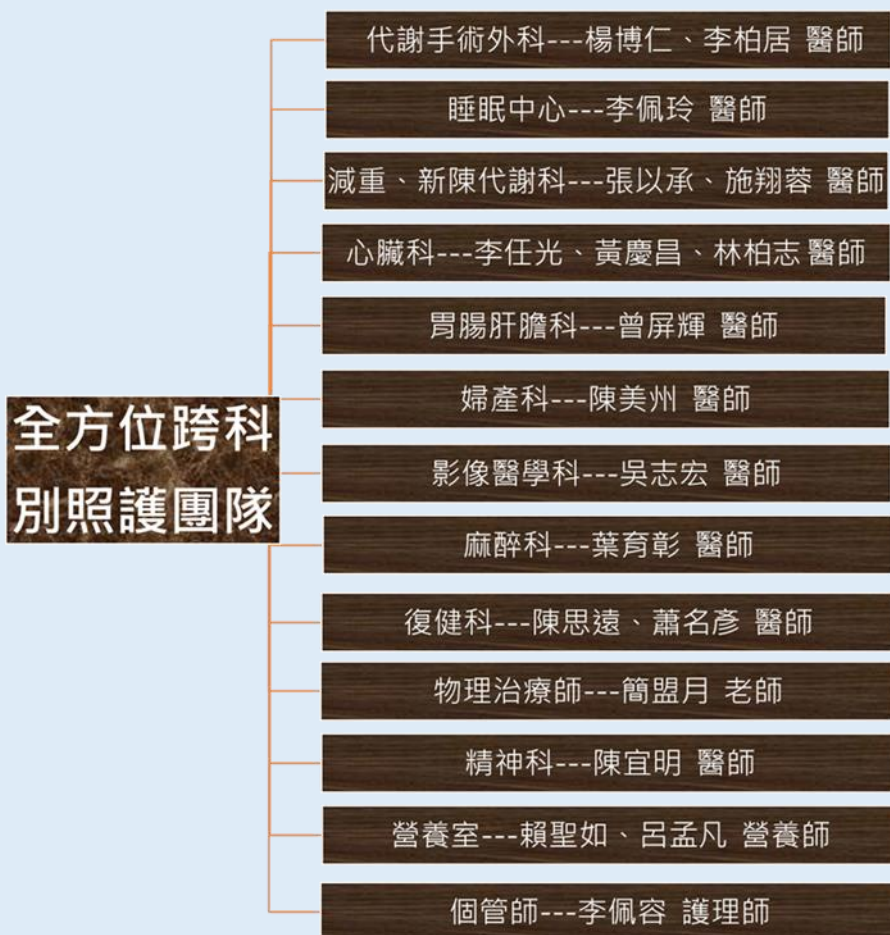 代謝手術外科---楊博仁、李柏居 醫師
睡眠中心---李佩玲 醫師
減重、新陳代謝科---張以承、施翔蓉 醫師
心臟科---李任光、黃慶昌、林柏志 醫師
胃腸肝膽科---曾屏輝 醫師
婦產科---陳美州 醫師
全方位跨科
別照護團隊
影像醫學科---吳志宏 醫師
麻醉科---葉育彰 醫師
復健科---陳思遠、蕭名彥 醫師
物理治療師---簡盟月 老師
精神科---陳宜明 醫師
營養室---賴聖如、呂孟凡 營養師
個管師---李佩容 護理師